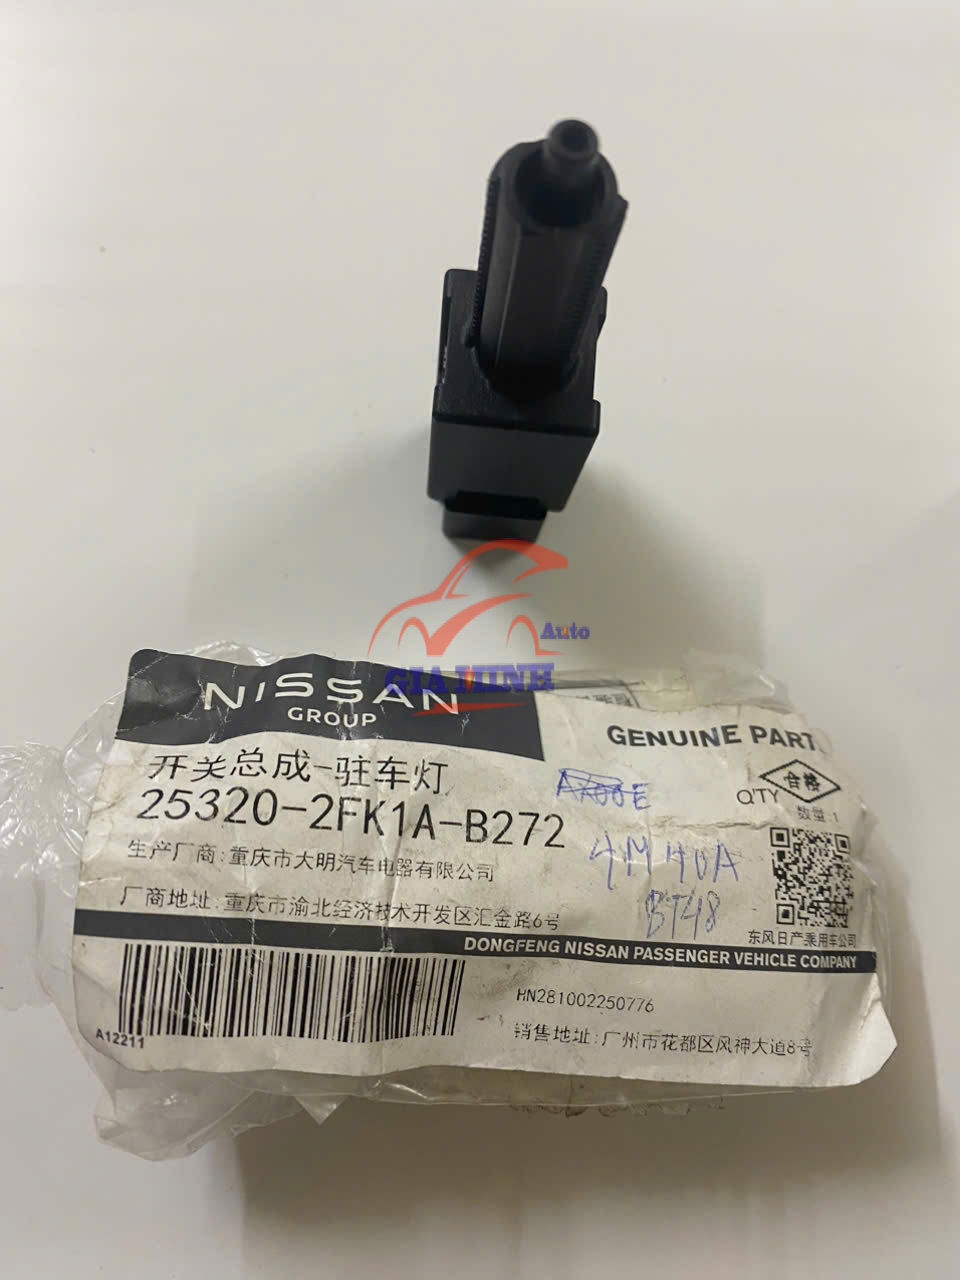 Auto
GIA HINH
NISSAN
GROUP
GENUINE PART
开关总成-驻车灯
合格
Q'TY
数量:1
25320-2FK1A-B272
4M40A
BT48
生产厂商:重庆市大明汽车电器有限公司
厂商地址:重庆市渝北经济技术开发区汇金路6号
东风日产乘用车公司
DONGFENG NISSAN PASSENGER VEHICLE COMPANY
HN281002250776
A12211
销售地址:广州市花都区风神大道8号